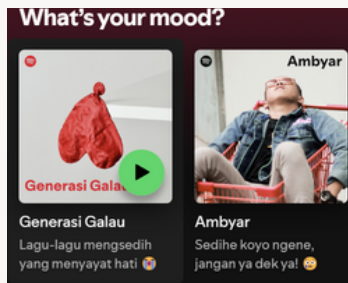 What's your mood?
Generasi Galau
Ambyar
Generasi Galau
Lagu-lagu mengsedih
yang menyayat hati 😭
Ambyar
Sedihe koyo ngene,
jangan ya dek ya! 😳